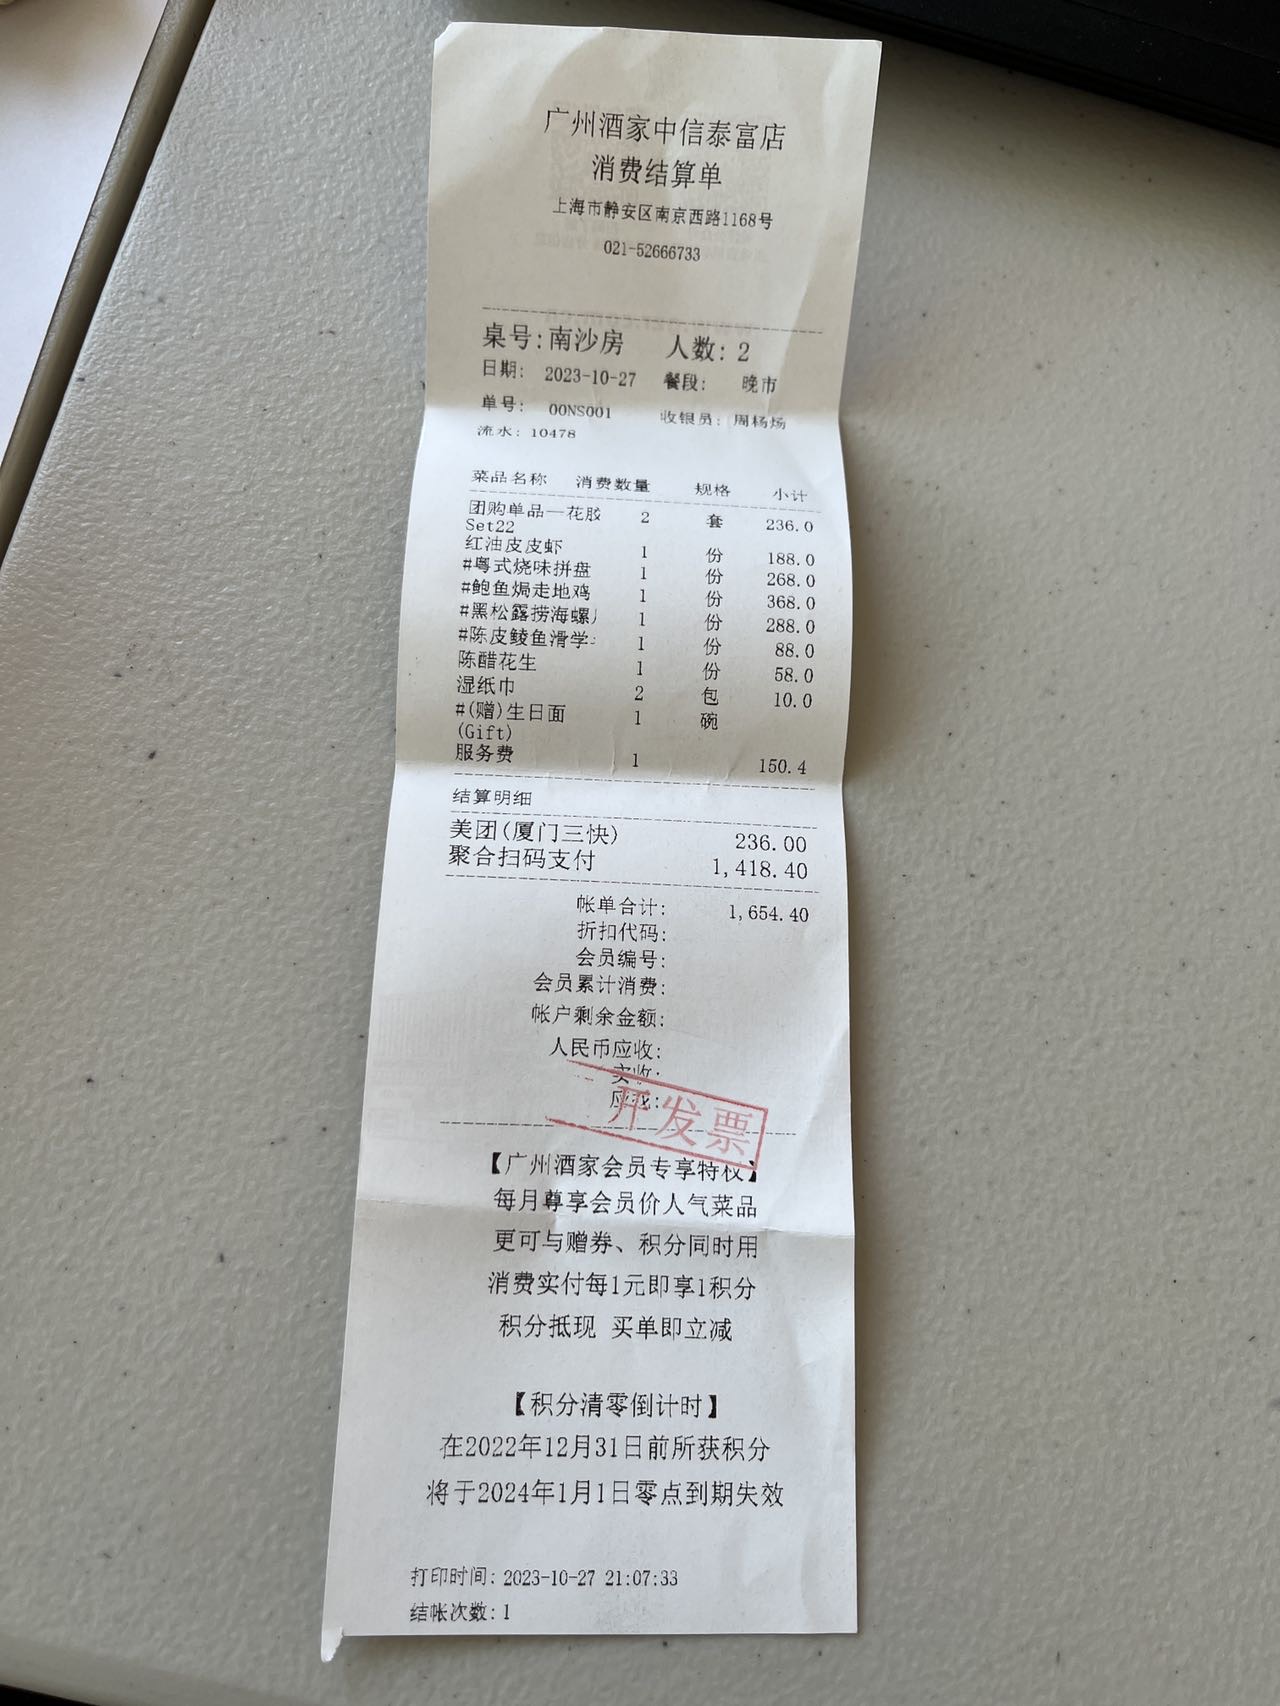 广州酒家中信泰富店
消费结算单
上海市静安区南京西路1168号
021-52666733
桌号:南沙房 人数: 2
日期: 2023-10-27 餐段: 晚市
单号: 00NS001 收银员: 周杨炀
流水: 10478
菜品名称 消费数量 规格 小计
团购单品—花胶 2 套 236.0
Set22
红油皮皮虾 1 份 188.0
#粤式烧味拼盘 1 份 268.0
#鲍鱼焗走地鸡 1 份 368.0
#黑松露捞海螺 1 份 288.0
#陈皮鲮鱼滑学 1 份 88.0
陈醋花生 1 份 58.0
湿纸巾 2 包 10.0
#(赠)生日面 1 碗
(Gift)
服务费 1 150.4
结算明细
美团(厦门三快) 236.00
聚合扫码支付 1,418.40
帐单合计: 1,654.40
折扣代码:
会员编号:
会员累计消费:
帐户剩余金额:
人民币应收:
实收:
应找:
开发票
【广州酒家会员专享特权】
每月尊享会员价人气菜品
更可与赠券、积分同时用
消费实付每1元即享1积分
积分抵现 买单即立减
【积分清零倒计时】
在2022年12月31日前所获积分
将于2024年1月1日零点到期失效
打印时间: 2023-10-27 21:07:33
结帐次数: 1